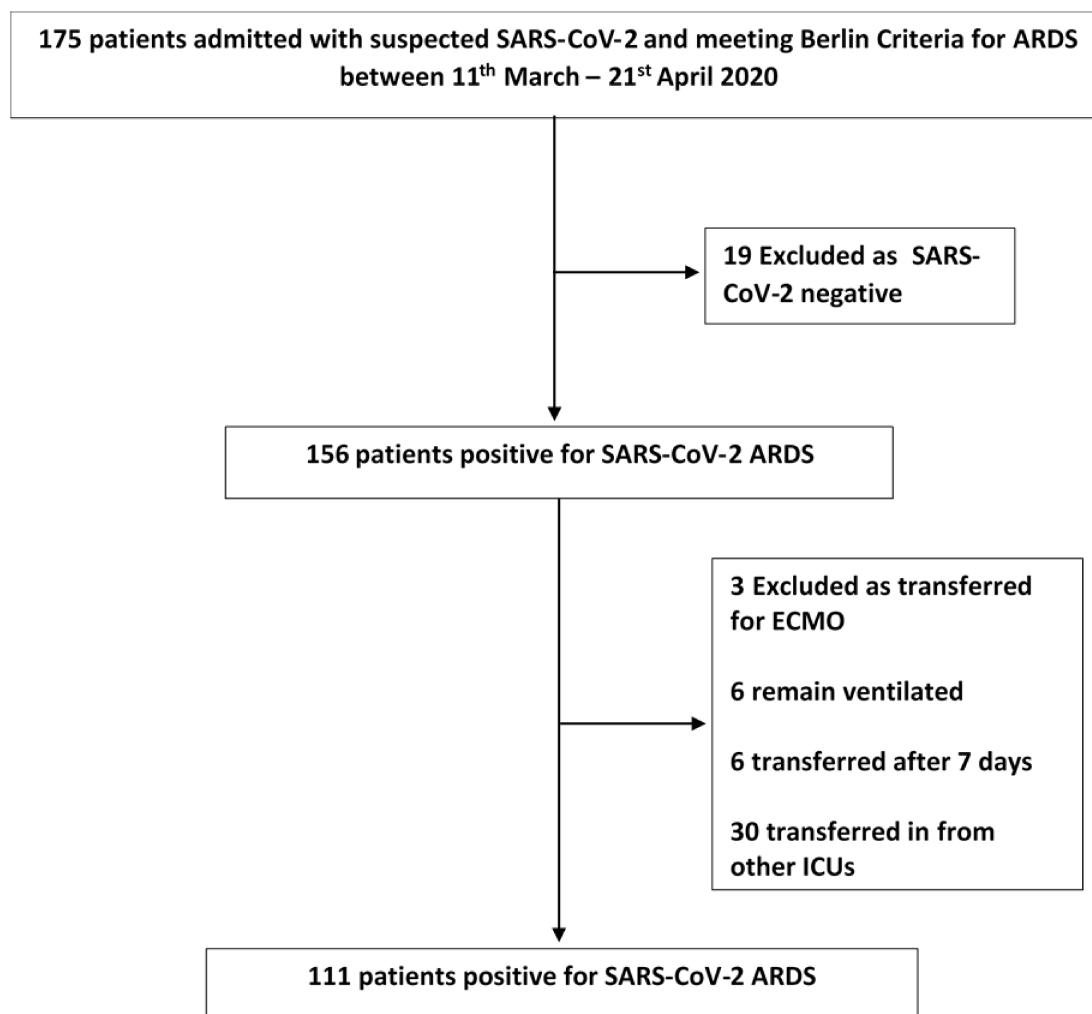 175 patients admitted with suspected SARS-CoV-2 and meeting Berlin Criteria for ARDS
between 11th March – 21st April 2020
19 Excluded as SARS-
CoV-2 negative
156 patients positive for SARS-CoV-2 ARDS
3 Excluded as transferred
for ECMO
6 remain ventilated
6 transferred after 7 days
30 transferred in from
other ICUs
111 patients positive for SARS-CoV-2 ARDS